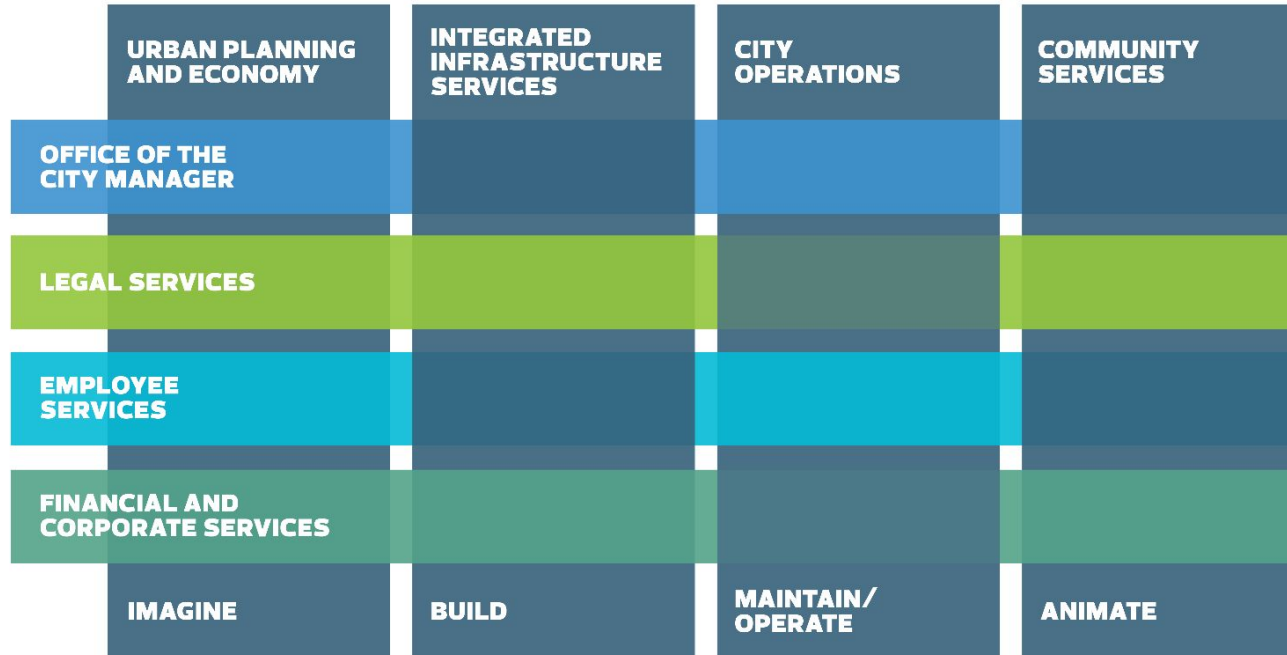 URBAN PLANNING
AND ECONOMY
INTEGRATED
INFRASTRUCTURE
SERVICES
CITY
OPERATIONS
COMMUNITY
SERVICES
OFFICE OF THE
CITY MANAGER
LEGAL SERVICES
EMPLOYEE
SERVICES
FINANCIAL AND
CORPORATE SERVICES
IMAGINE
BUILD
MAINTAIN/
OPERATE
ANIMATE